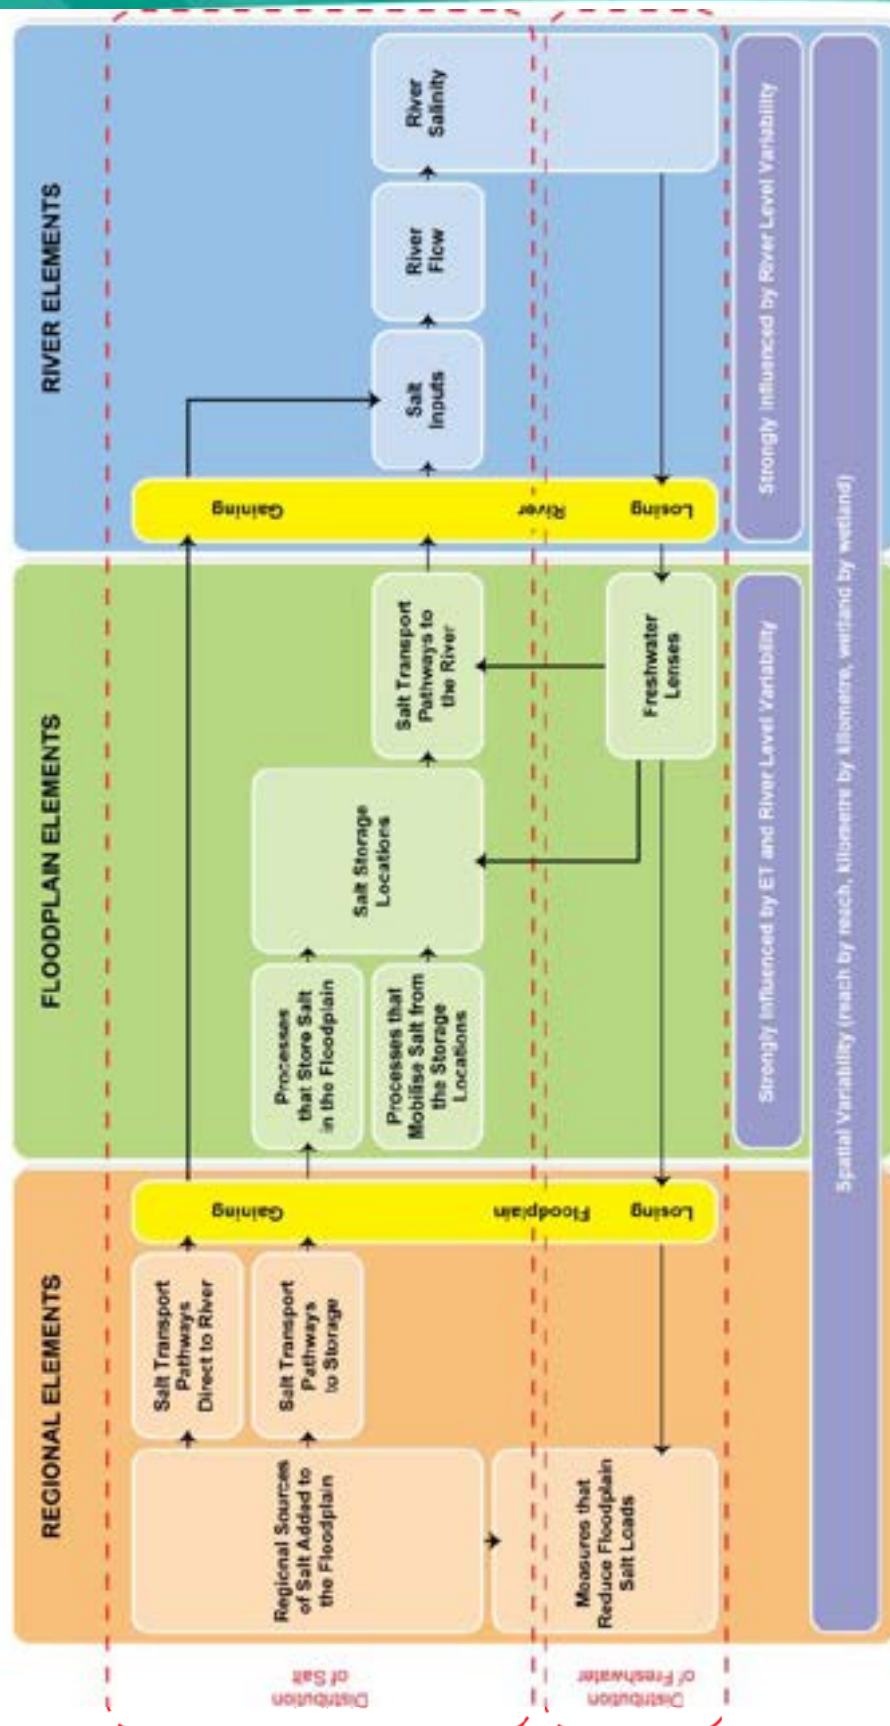 REGIONAL ELEMENTS
FLOODPLAIN ELEMENTS
RIVER ELEMENTS
Distribution
of Salt
Regional Sources
of Salt Added to
the Floodplain
Salt Transport
Pathways
Direct to River
Salt Transport
Pathways
to Storage
Gaining
Floodplain
Losing
Processes
that Store Salt
in the Floodplain
Processes that
Mobilise Salt from
the Storage
Locations
Salt Storage
Locations
Salt Transport
Pathways to
the River
Gaining
River
Losing
Salt
Inputs
River
Flow
River
Salinity
Distribution
of Freshwater
Measures that
Reduce Floodplain
Salt Loads
Freshwater
Lenses
Strongly Influenced by ET and River Level Variability
Strongly Influenced by River Level Variability
Spatial Variability (reach by reach, kilometre by kilometre, wetland by wetland)